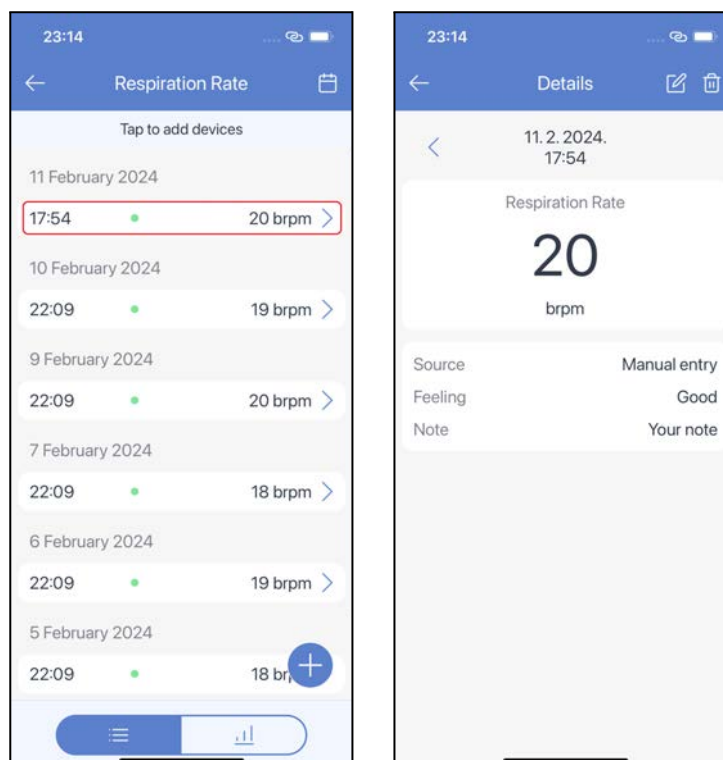 23:14
Respiration Rate
Tap to add devices
11 February 2024
17:54 20 brpm
10 February 2024
22:09 19 brpm
9 February 2024
22:09 20 brpm
7 February 2024
22:09 18 brpm
6 February 2024
22:09 19 brpm
5 February 2024
22:09 18 br
23:14
Details
11. 2. 2024.
17:54
Respiration Rate
20
brpm
Source Manual entry
Feeling Good
Note Your note